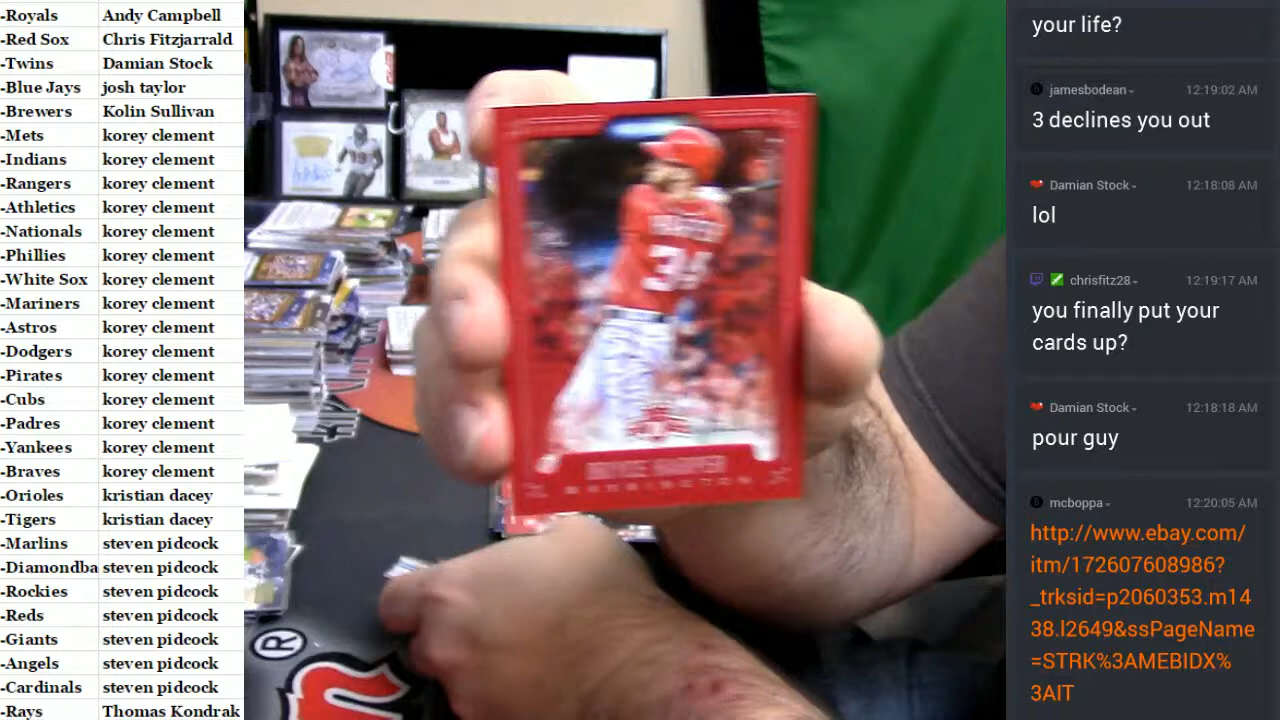 -Royals Andy Campbell
-Red Sox Chris Fitzjarrald
-Twins Damian Stock
-Blue Jays josh taylor
-Brewers Kolin Sullivan
-Mets korey clement
-Indians korey clement
-Rangers korey clement
-Athletics korey clement
-Nationals korey clement
-Phillies korey clement
-White Sox korey clement
-Mariners korey clement
-Astros korey clement
-Dodgers korey clement
-Pirates korey clement
-Cubs korey clement
-Padres korey clement
-Yankees korey clement
-Braves korey clement
-Orioles kristian dacey
-Tigers kristian dacey
-Marlins steven pidcock
-Diamondba steven pidcock
-Rockies steven pidcock
-Reds steven pidcock
-Giants steven pidcock
-Angels steven pidcock
-Cardinals steven pidcock
-Rays Thomas Kondrak
34
BRYCE HARPER
WASHINGTON
®
your life?
jamesbodean 12:19:02 AM
3 declines you out
Damian Stock 12:18:08 AM
lol
chrisfitz28 12:19:17 AM
you finally put your
cards up?
Damian Stock 12:18:18 AM
pour guy
mcboppa 12:20:05 AM
http://www.ebay.com/
itm/172607608986?
_trksid=p2060353.m14
38.l2649&ssPageName
=STRK%3AMEBIDX%
3AIT